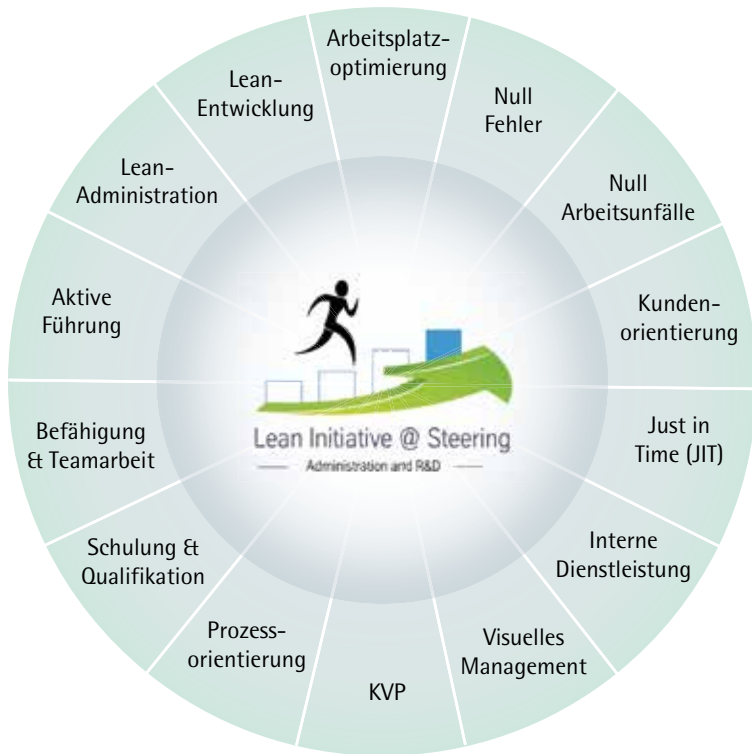 Arbeitsplatz-
optimierung
Null
Fehler
Null
Arbeitsunfälle
Kunden-
orientierung
Just in
Time (JIT)
Interne
Dienstleistung
Visuelles
Management
KVP
Prozess-
orientierung
Schulung &
Qualifikation
Befähigung
& Teamarbeit
Aktive
Führung
Lean-
Administration
Lean-
Entwicklung
Lean Initiative @ Steering
Administration and R&D